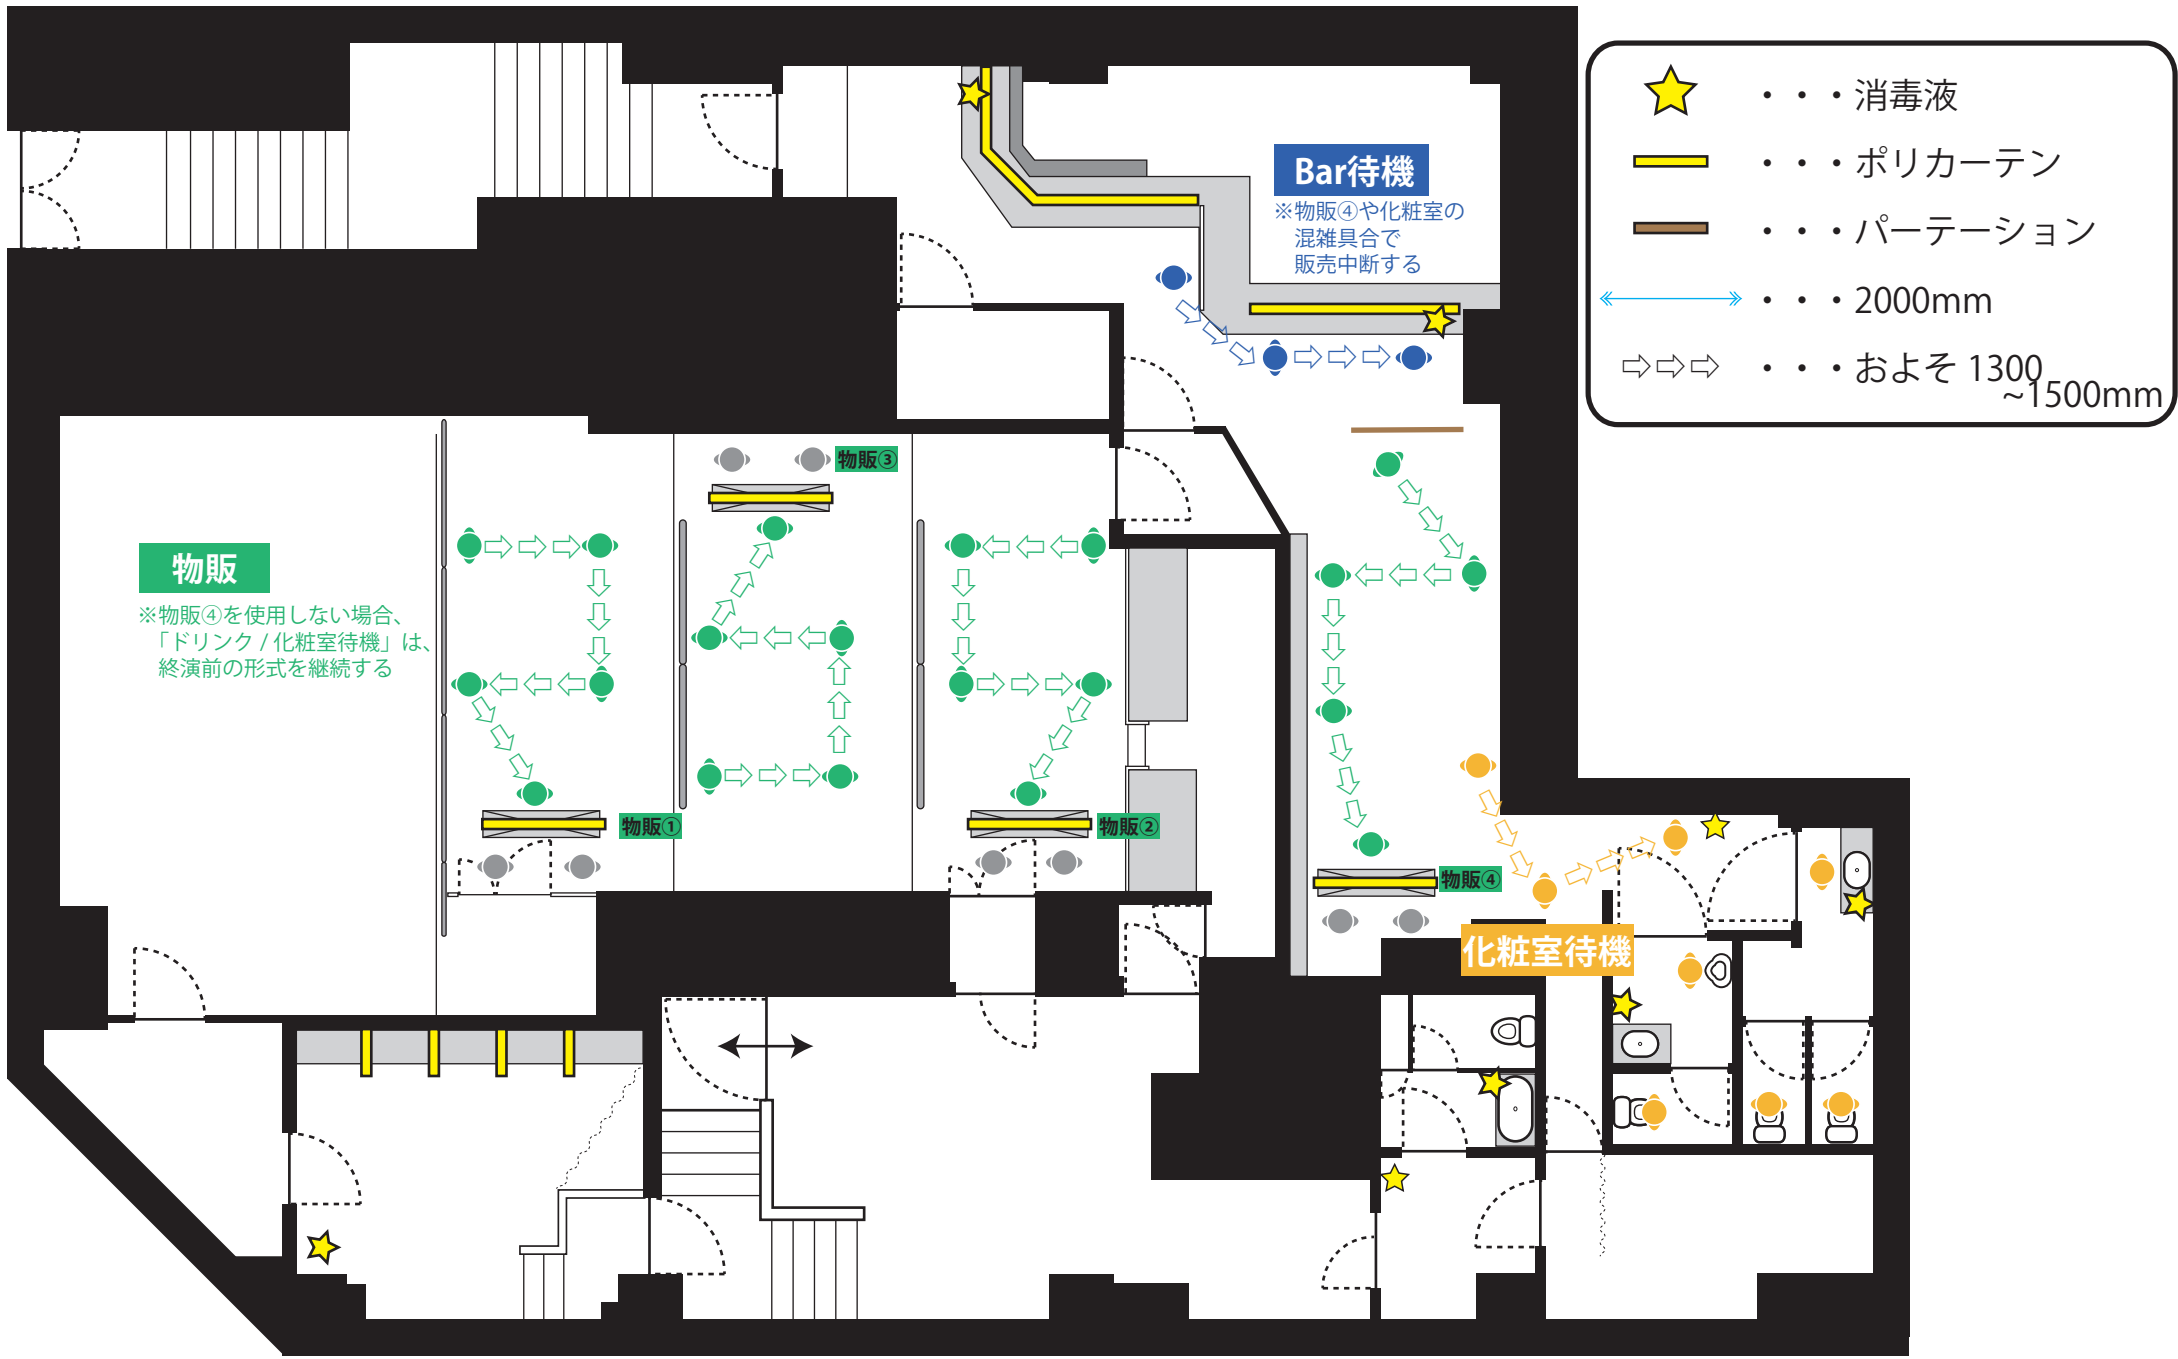 ・・・消毒液
・・・ポリカーテン
・・・パーテーション
・・・2000mm
・・・およそ 1300
~1500mm
Bar待機
※物販④や化粧室の
混雑具合で
販売中断する
物販③
物販
※物販④を使用しない場合、
「ドリンク / 化粧室待機」は、
終演前の形式を継続する
物販①
物販②
物販④
化粧室待機